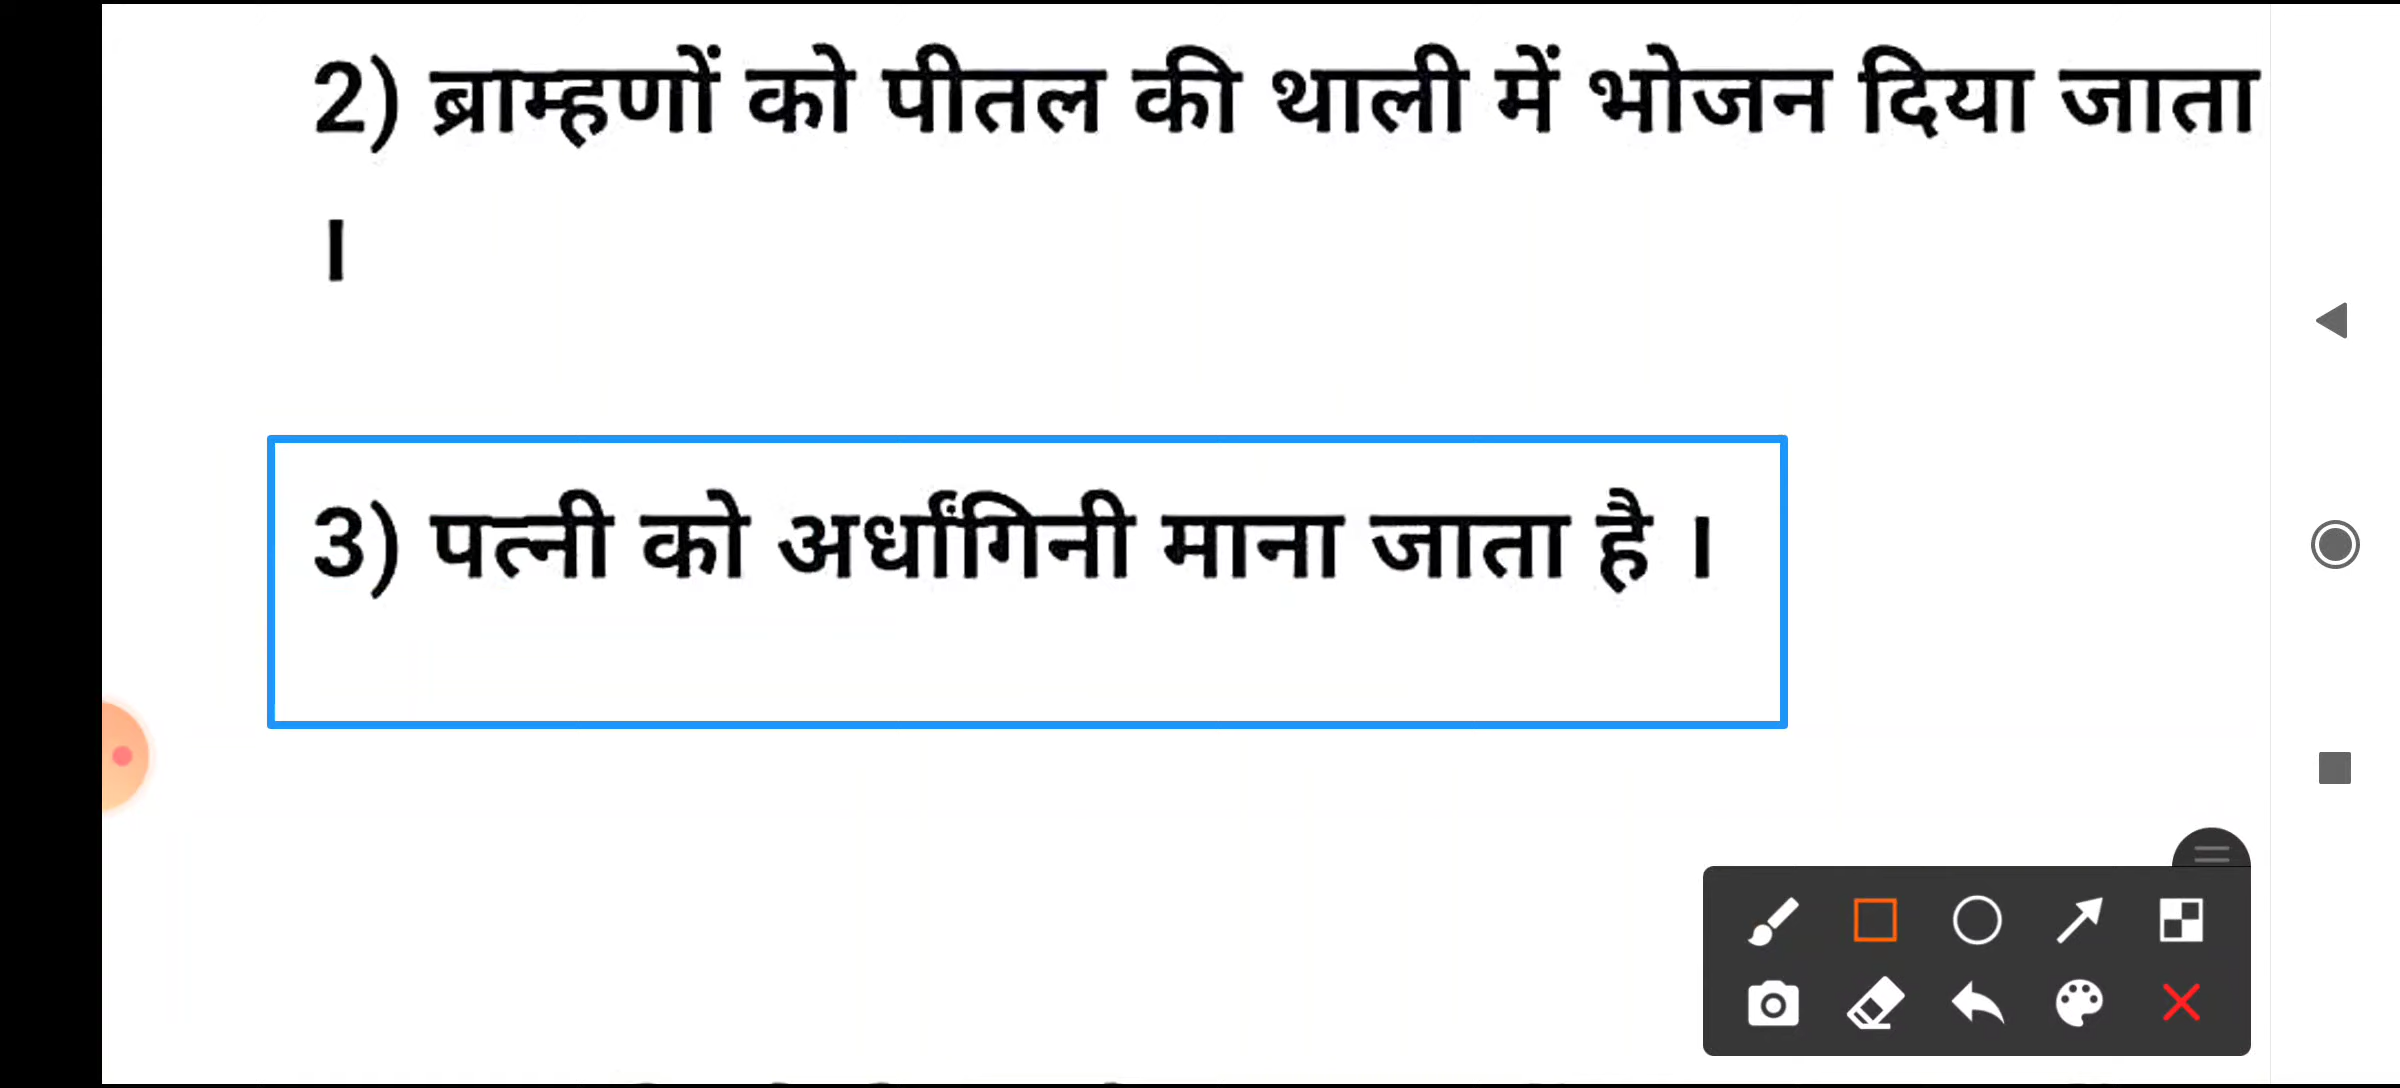 2) ब्राम्हणों को पीतल की थाली में भोजन दिया जाता
।
3) पत्नी को अर्धांगिनी माना जाता है ।